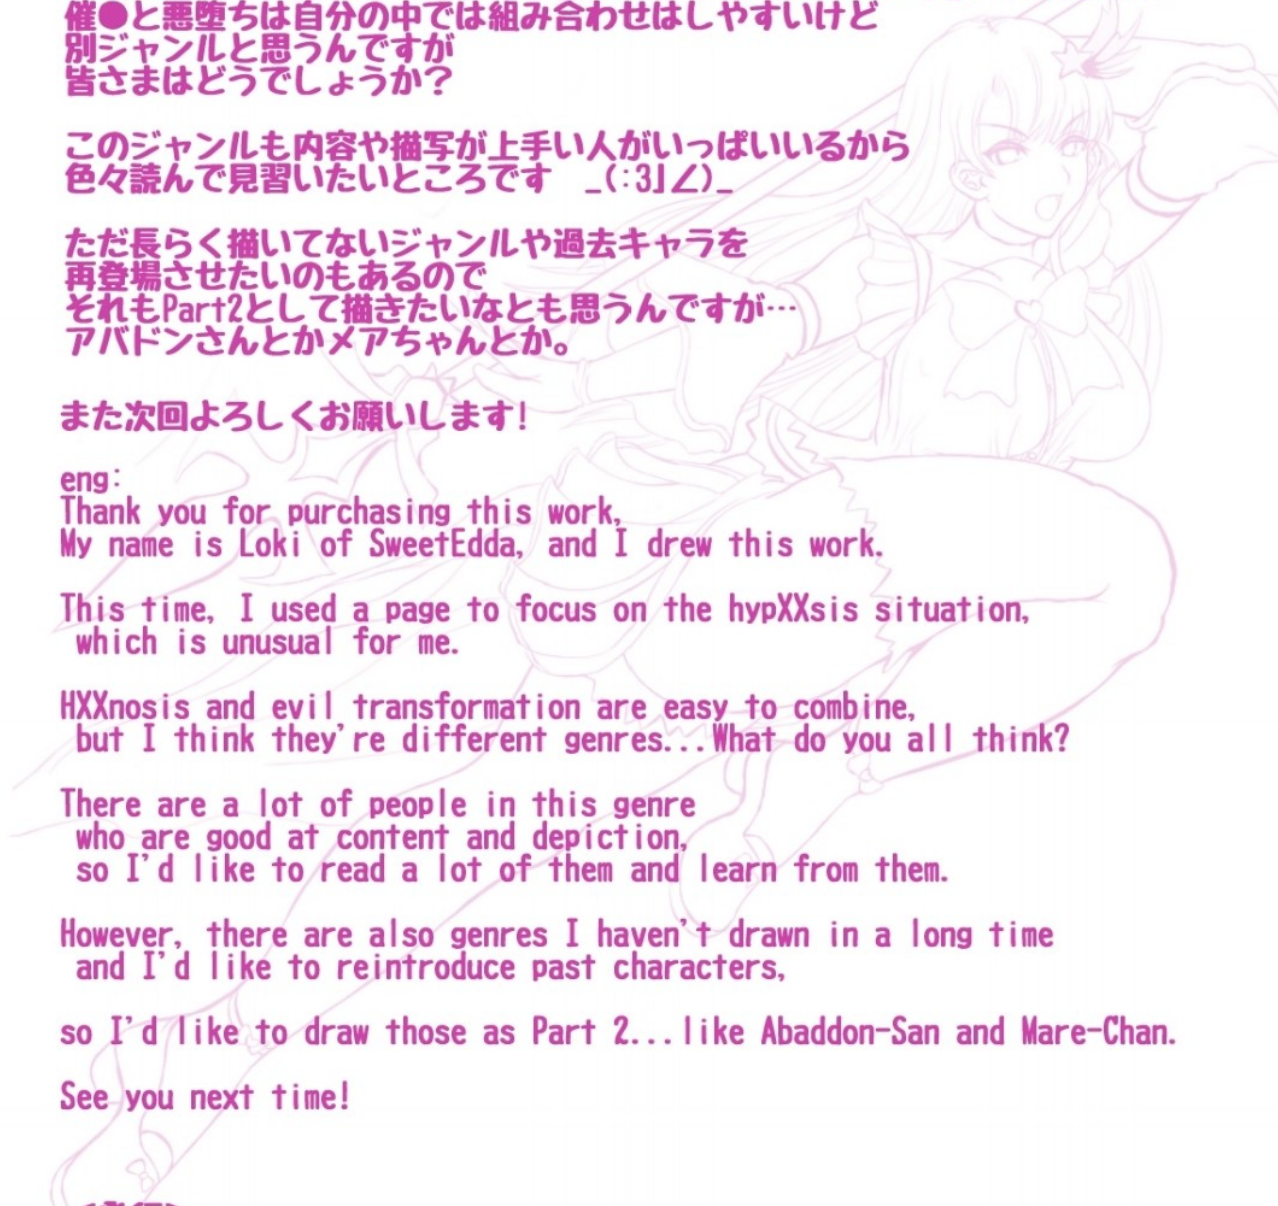 催●と悪堕ちは自分の中では組み合わせはしやすいけど
別ジャンルと思うんですが
皆さまはどうでしょうか?
このジャンルも内容や描写が上手い人がいっぱいいるから
色々読んで見習いたいところです　_(:3」∠)_
ただ長らく描いてないジャンルや過去キャラを
再登場させたいのもあるので
それもPart2として描きたいなとも思うんですが…
アバドンさんとかメアちゃんとか。
また次回よろしくお願いします!
eng:
Thank you for purchasing this work,
My name is Loki of SweetEdda, and I drew this work.
This time, I used a page to focus on the hypXXsis situation,
which is unusual for me.
HXXnosis and evil transformation are easy to combine,
but I think they're different genres...What do you all think?
There are a lot of people in this genre
who are good at content and depiction,
so I'd like to read a lot of them and learn from them.
However, there are also genres I haven't drawn in a long time
and I'd like to reintroduce past characters,
so I'd like to draw those as Part 2...like Abaddon-San and Mare-Chan.
See you next time!